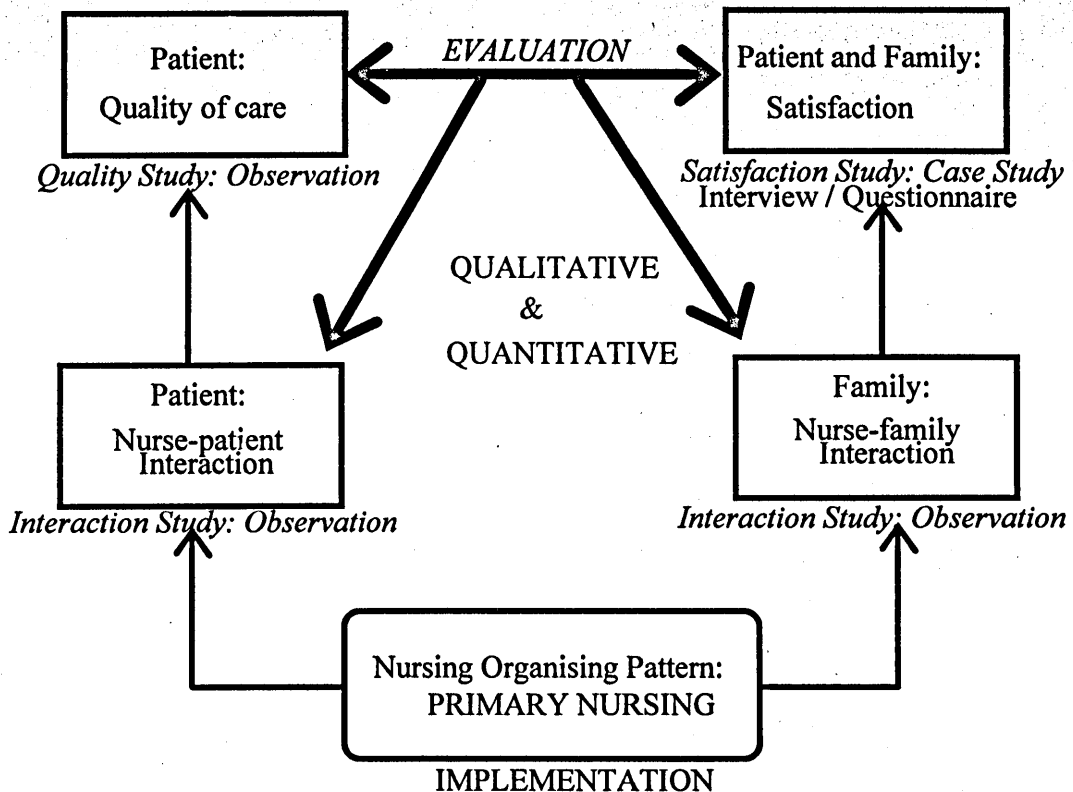 Patient:
Quality of care
Quality Study: Observation
EVALUATION
Patient and Family:
Satisfaction
Satisfaction Study: Case Study
Interview / Questionnaire
QUALITATIVE
&
QUANTITATIVE
Patient:
Nurse-patient
Interaction
Interaction Study: Observation
Family:
Nurse-family
Interaction
Interaction Study: Observation
Nursing Organising Pattern:
PRIMARY NURSING
IMPLEMENTATION